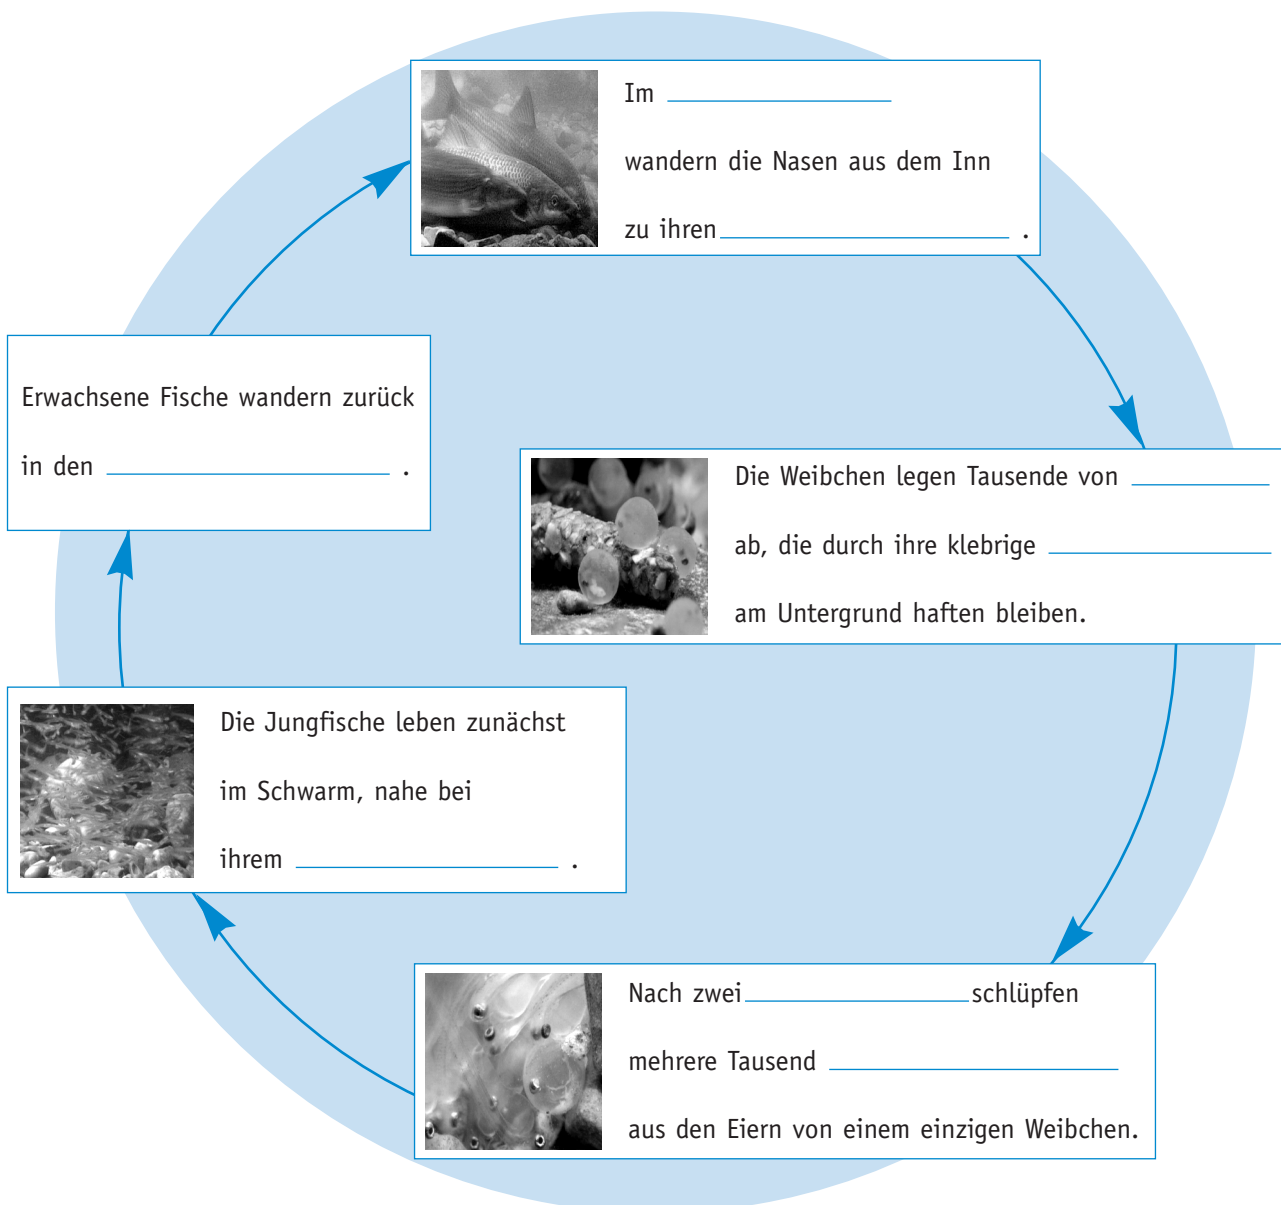 Im
wandern die Nasen aus dem Inn
zu ihren .
Die Weibchen legen Tausende von
ab, die durch ihre klebrige
am Untergrund haften bleiben.
Nach zwei schlüpfen
mehrere Tausend
aus den Eiern von einem einzigen Weibchen.
Die Jungfische leben zunächst
im Schwarm, nahe bei
ihrem .
Erwachsene Fische wandern zurück
in den .